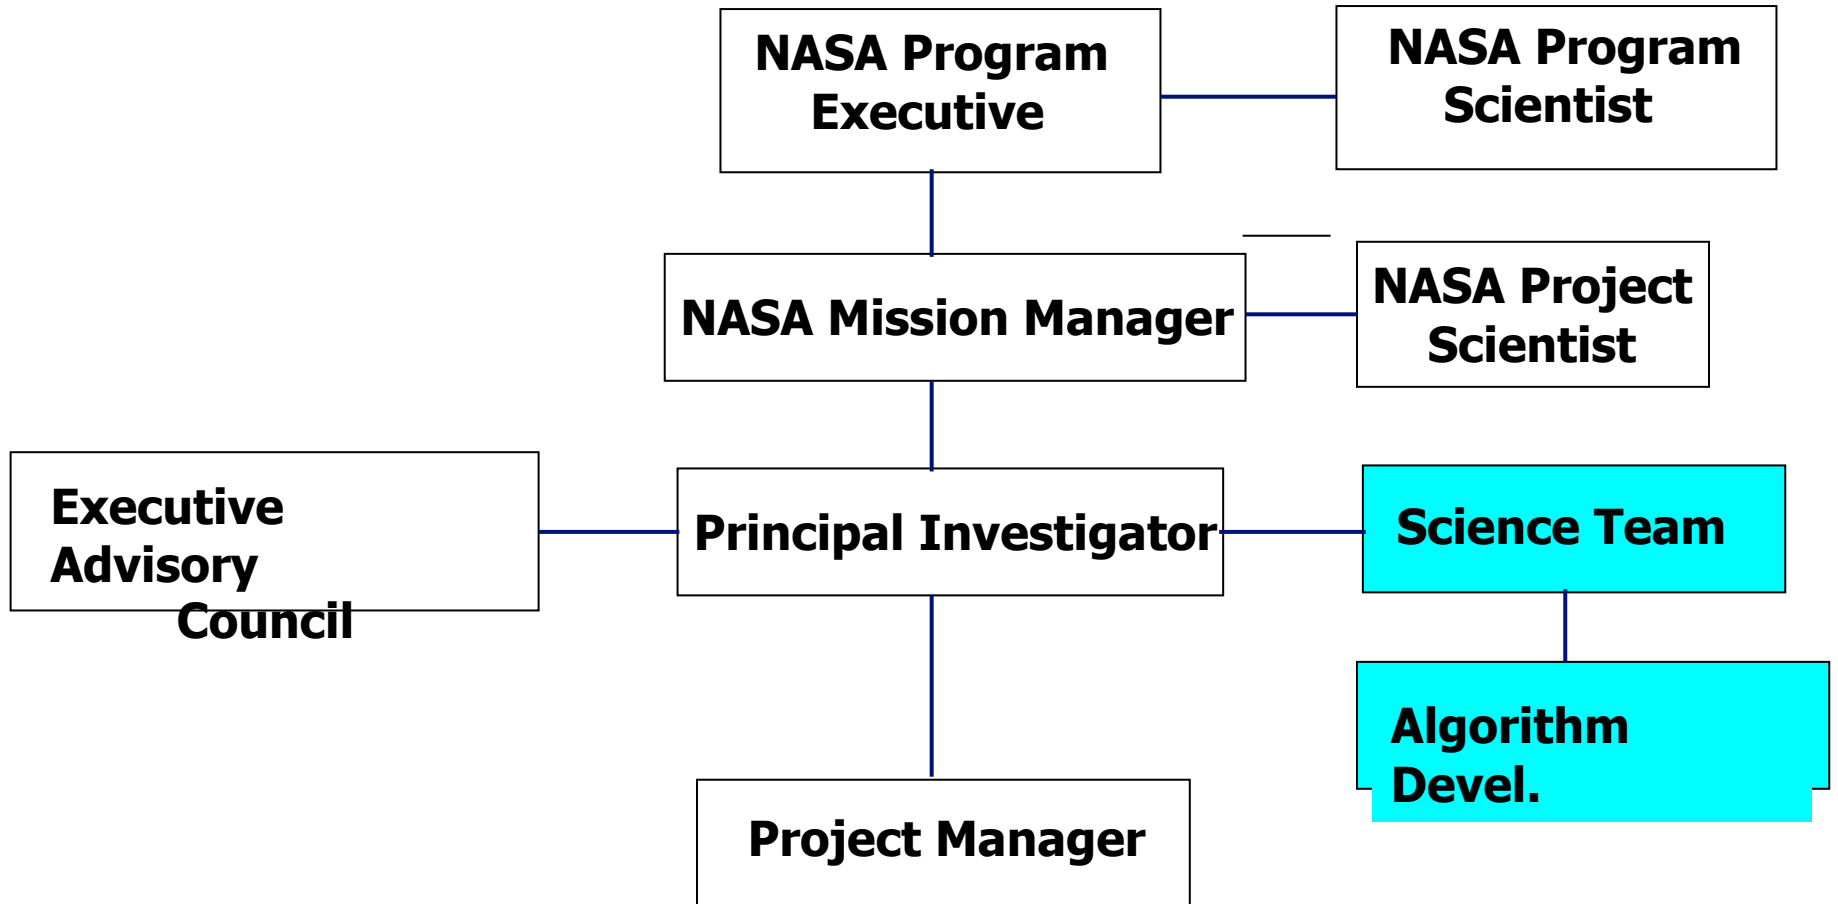 NASA Program
Executive
NASA Program
Scientist
NASA Mission Manager
NASA Project
Scientist
Executive
Advisory
Council
Principal Investigator
Science Team
Algorithm
Devel.
Project Manager